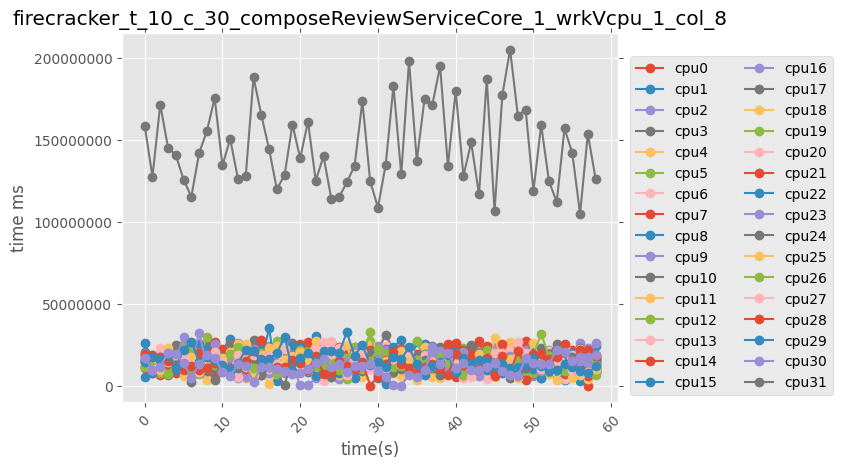 firecracker_t_10_c_30_composeReviewServiceCore_1_wrkVcpu_1_col_8
time ms
200000000
150000000
100000000
50000000
0
0
10
20
30
40
50
60
time(s)
cpu0
cpu1
cpu2
cpu3
cpu4
cpu5
cpu6
cpu7
cpu8
cpu9
cpu10
cpu11
cpu12
cpu13
cpu14
cpu15
cpu16
cpu17
cpu18
cpu19
cpu20
cpu21
cpu22
cpu23
cpu24
cpu25
cpu26
cpu27
cpu28
cpu29
cpu30
cpu31